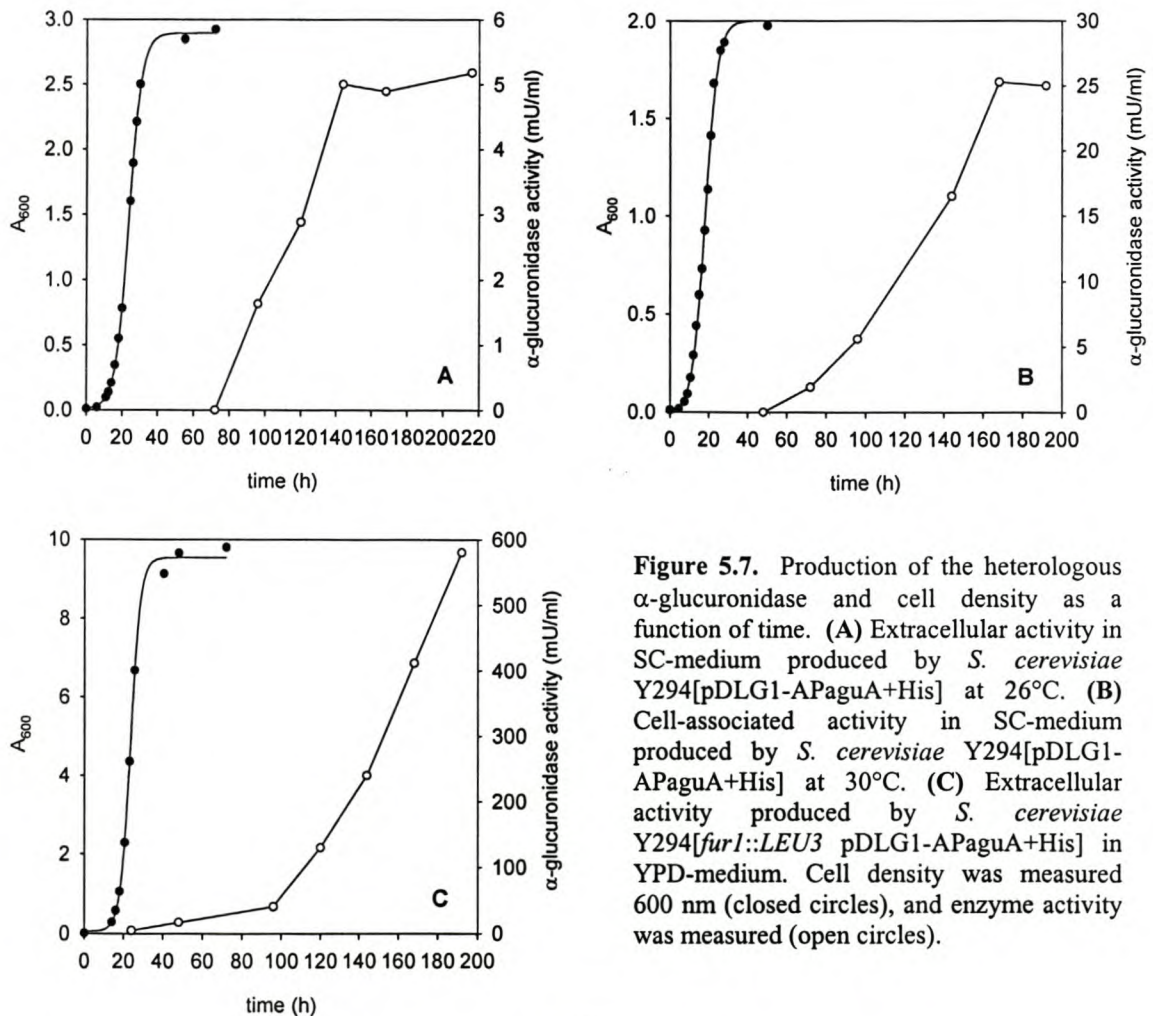 3.0
2.5
2.0
1.5
1.0
0.5
0.0
A600
6
5
4
3
2
1
0
α-glucuronidase activity (mU/ml)
A
0 20 40 60 80 100 120 140 160 180 200 220
time (h)
2.0
1.5
1.0
0.5
0.0
A600
30
25
20
15
10
5
0
α-glucuronidase activity (mU/ml)
B
0 20 40 60 80 100 120 140 160 180 200
time (h)
10
8
6
4
2
0
A600
600
500
400
300
200
100
0
α-glucuronidase activity (mU/ml)
C
0 20 40 60 80 100 120 140 160 180 200
time (h)
Figure 5.7. Production of the heterologous
α-glucuronidase and cell density as a
function of time. (A) Extracellular activity in
SC-medium produced by S. cerevisiae
Y294[pDLG1-APaguA+His] at 26°C. (B)
Cell-associated activity in SC-medium
produced by S. cerevisiae Y294[pDLG1-
APaguA+His] at 30°C. (C) Extracellular
activity produced by S. cerevisiae
Y294[fur1::LEU3 pDLG1-APaguA+His] in
YPD-medium. Cell density was measured
600 nm (closed circles), and enzyme activity
was measured (open circles).